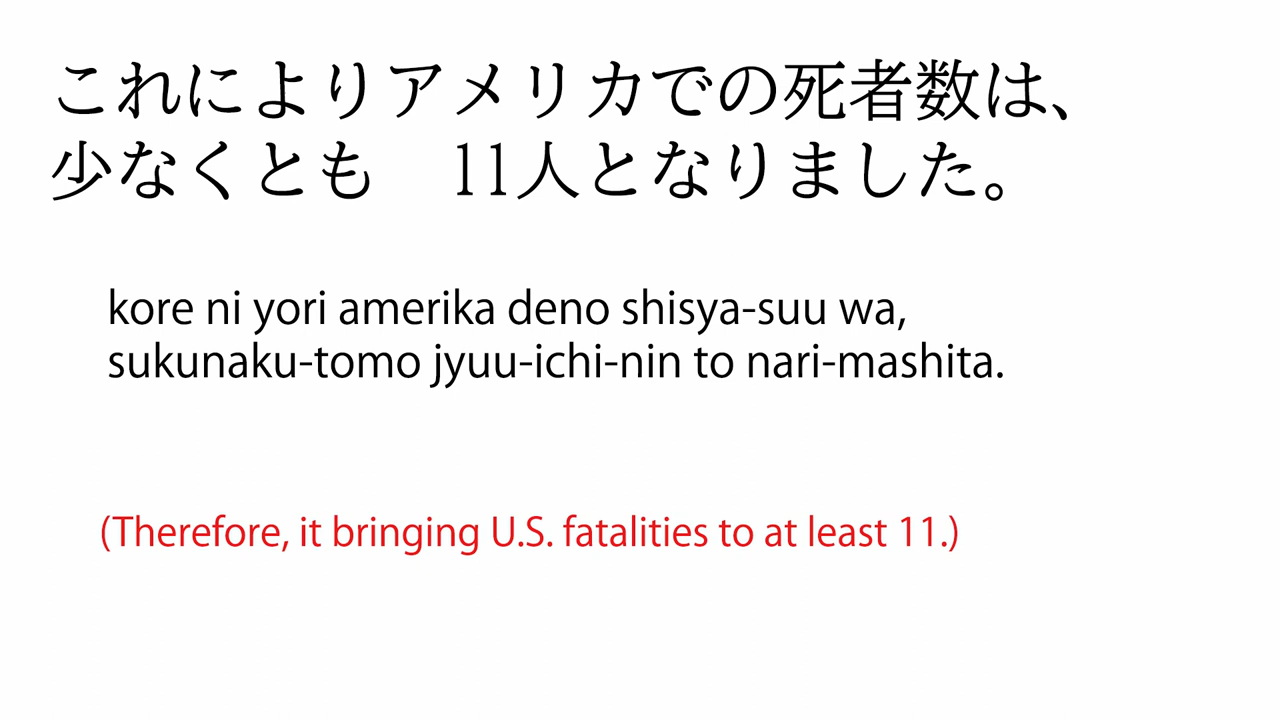 これによりアメリカでの死者数は、
少なくとも　11人となりました。
kore ni yori amerika deno shisya-suu wa,
sukunaku-tomo jyuu-ichi-nin to nari-mashita.
(Therefore, it bringing U.S. fatalities to at least 11.)